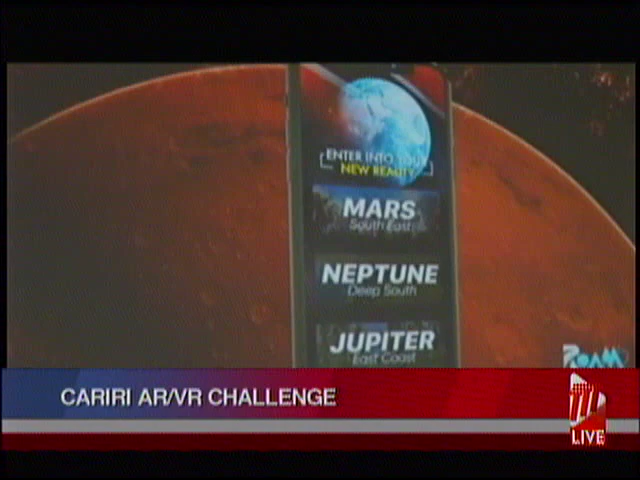 ENTER INTO YOUR
NEW REALITY
MARS
South East
NEPTUNE
Deep South
JUPITER
East Coast
ROAM
CARIRI AR/VR CHALLENGE
LIVE